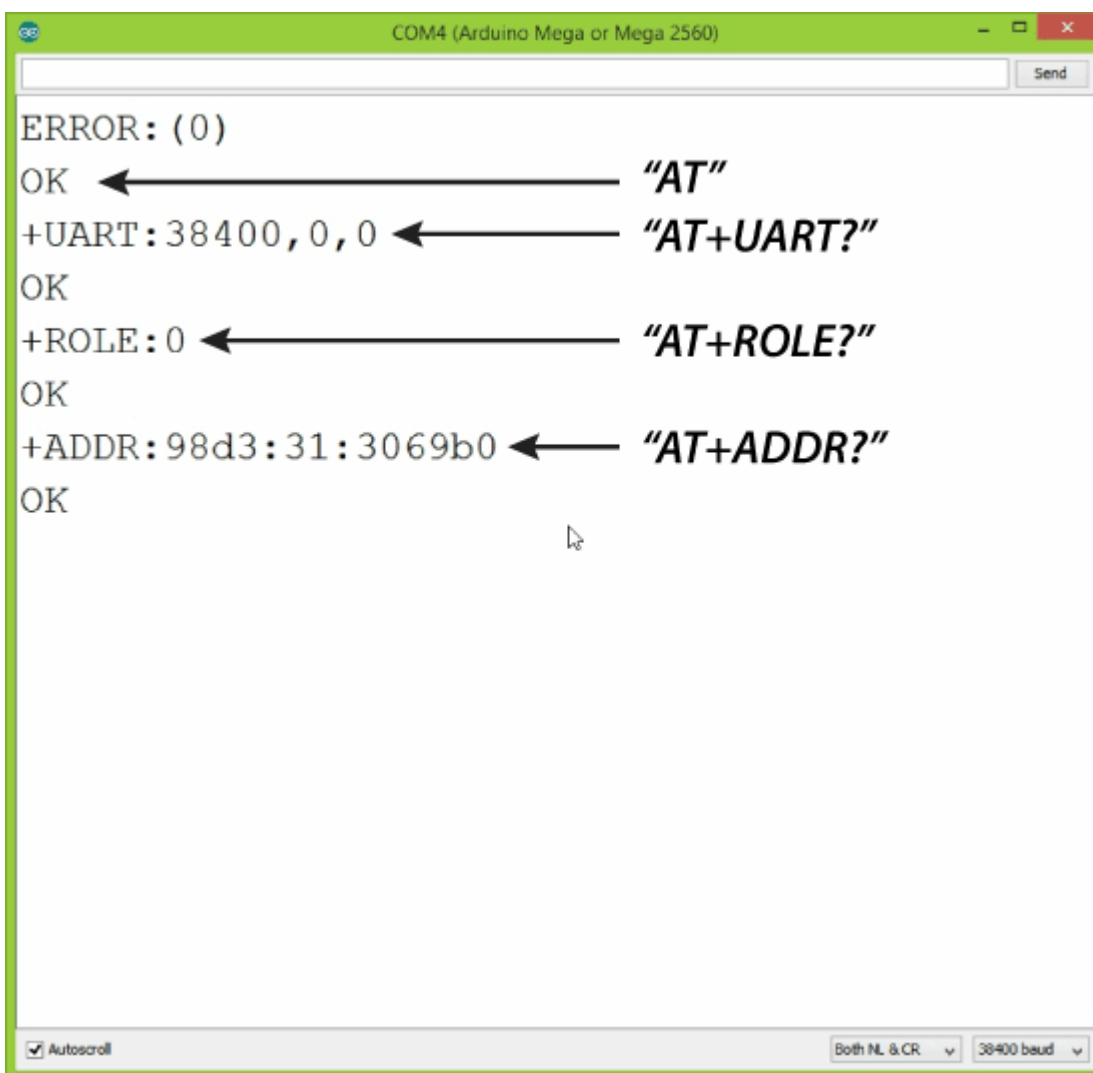 COM4 (Arduino Mega or Mega 2560)
Send
ERROR:(0)
OK “AT”
+UART:38400,0,0 “AT+UART?”
OK
+ROLE:0 “AT+ROLE?”
OK
+ADDR:98d3:31:3069b0 “AT+ADDR?”
OK
Autoscroll Both NL & CR 38400 baud